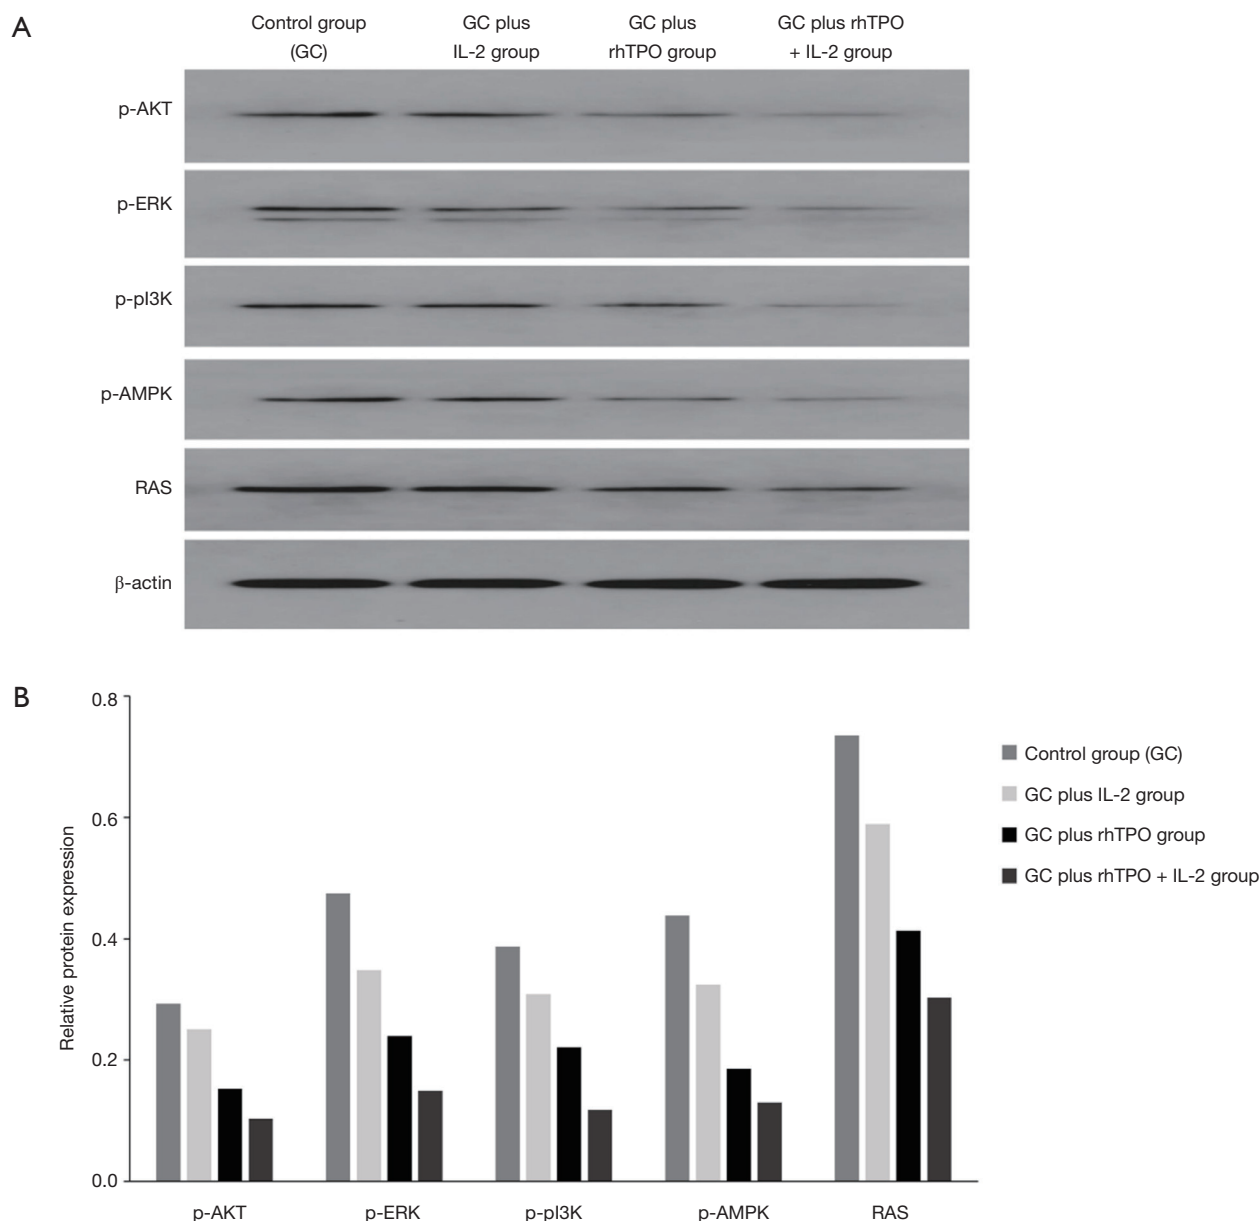 A
Control group
(GC)
GC plus
IL-2 group
GC plus
rhTPO group
GC plus rhTPO
+ IL-2 group
p-AKT
p-ERK
p-pI3K
p-AMPK
RAS
β-actin
B
0.8
0.6
0.4
0.2
0.0
Relative protein expression
p-AKT
p-ERK
p-pI3K
p-AMPK
RAS
Control group (GC)
GC plus IL-2 group
GC plus rhTPO group
GC plus rhTPO + IL-2 group